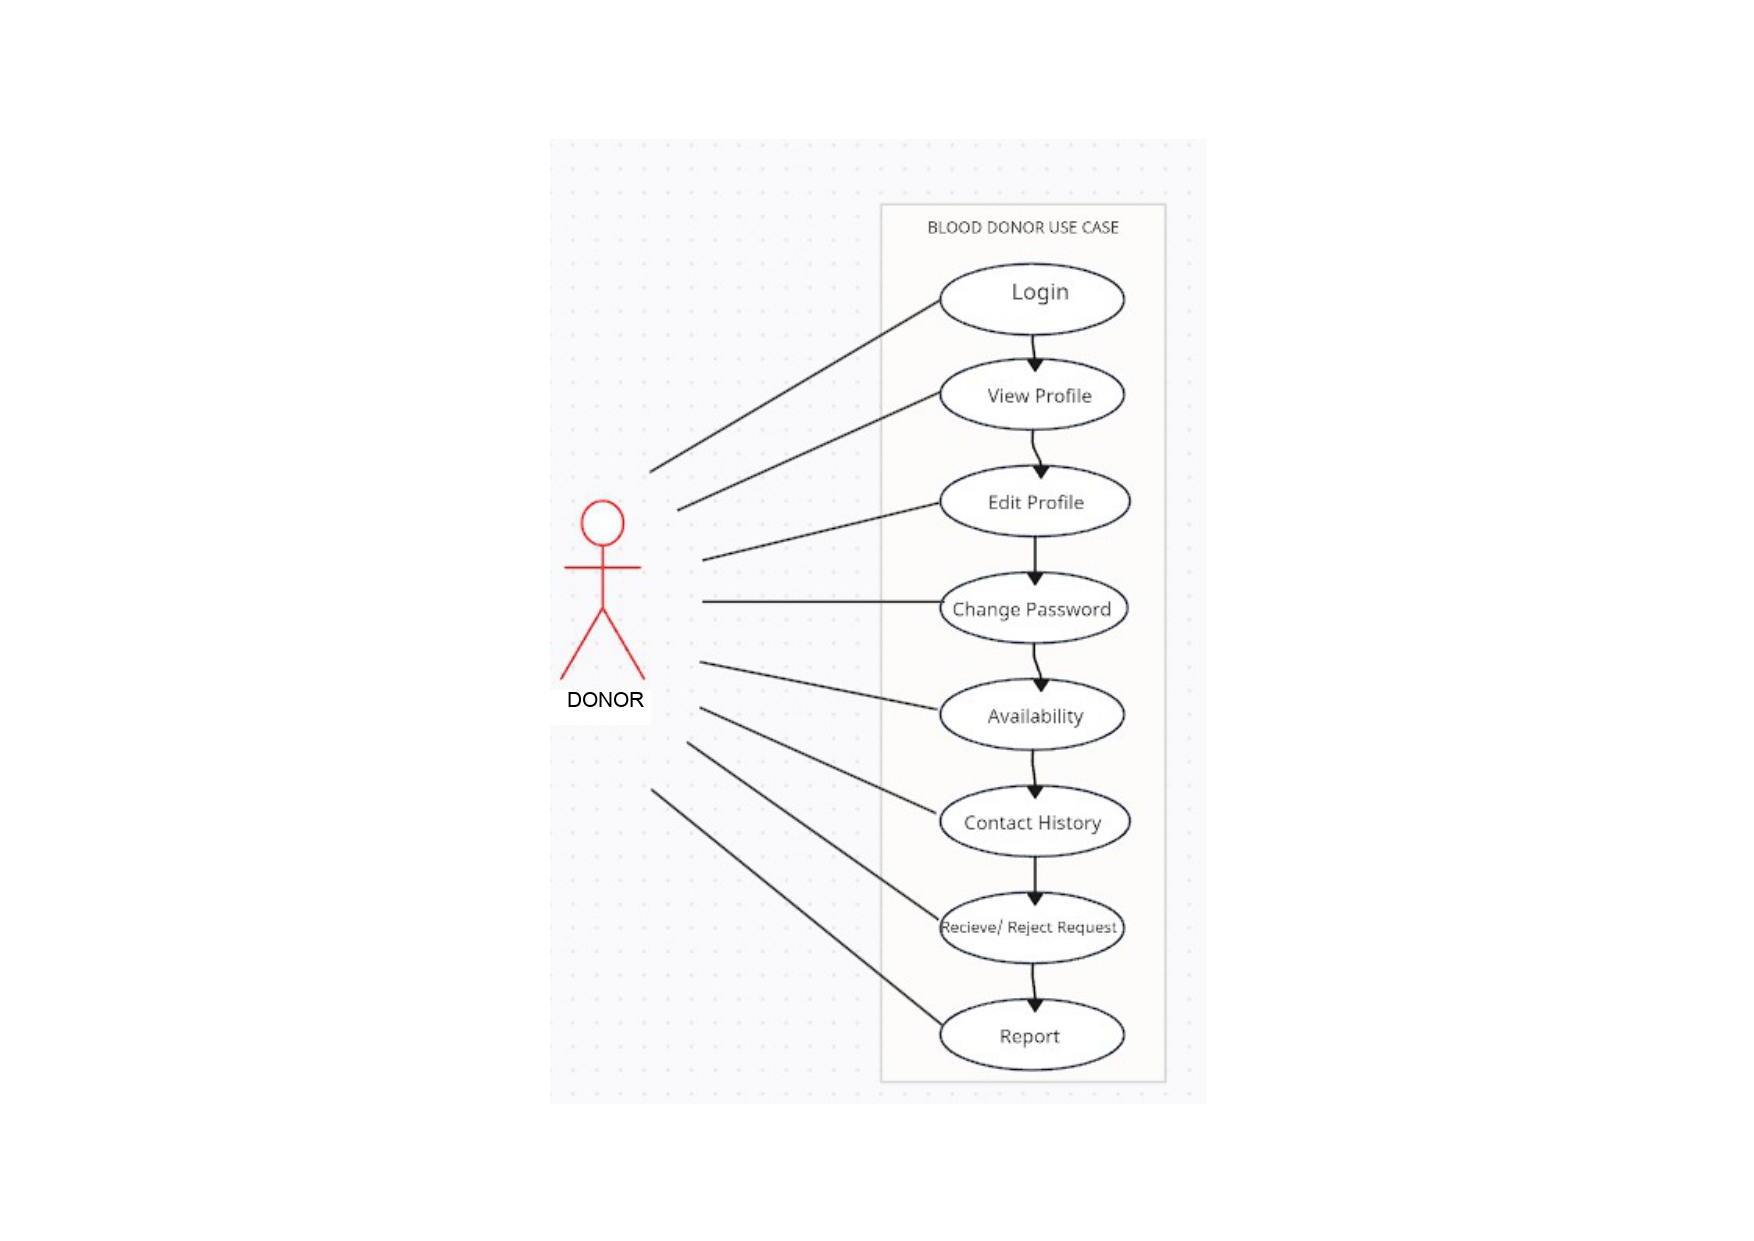 BLOOD DONOR USE CASE
Login
View Profile
Edit Profile
Change Password
DONOR
Availability
Contact History
Recieve/ Reject Request
Report